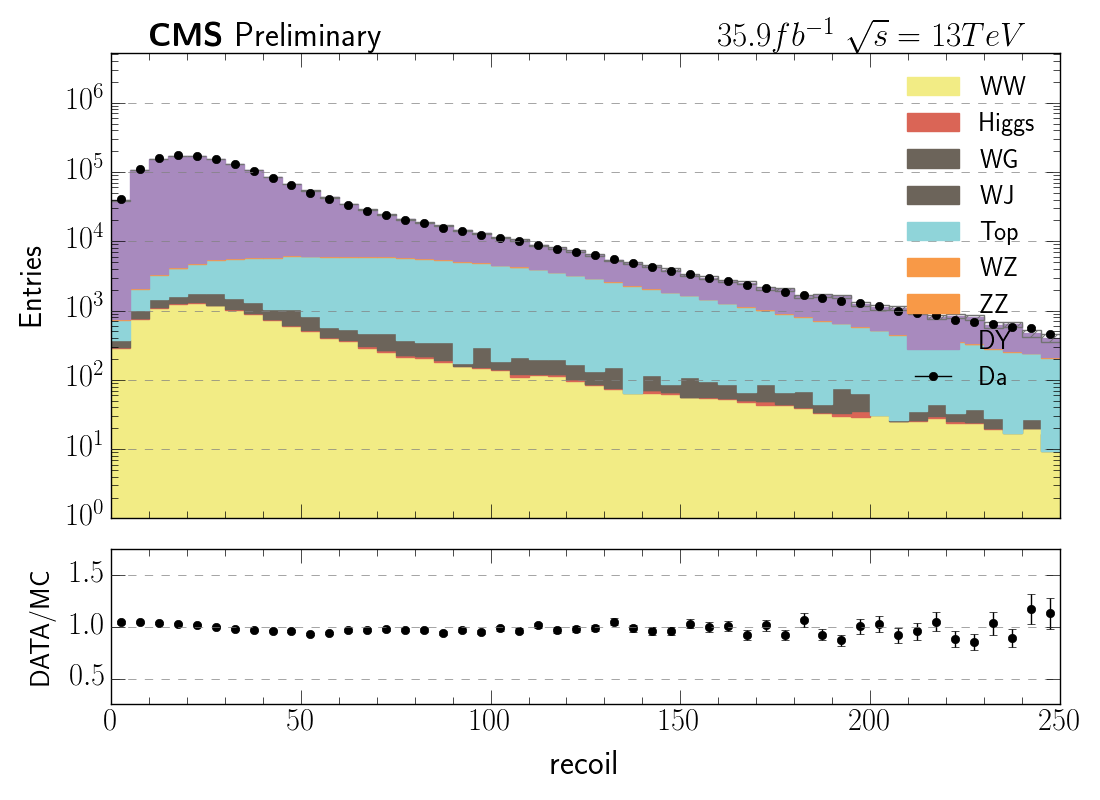 CMS Preliminary 35.9fb⁻¹ √s = 13TeV
WW
Higgs
WG
WJ
Top
WZ
ZZ
DY
Da
Entries
10⁶
10⁵
10⁴
10³
10²
10¹
10⁰
DATA/MC
1.5
1.0
0.5
0 50 100 150 200 250
recoil